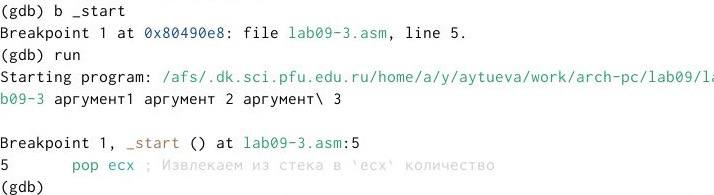 (gdb) b _start
Breakpoint 1 at 0x80490e8: file lab09-3.asm, line 5.
(gdb) run
Starting program: /afs/.dk.sci.pfu.edu.ru/home/a/y/aytueva/work/arch-pc/lab09/la
b09-3 аргумент1 аргумент 2 аргумент\ 3
Breakpoint 1, _start () at lab09-3.asm:5
5 pop ecx ; Извлекаем из стека в `ecx` количество
(gdb)